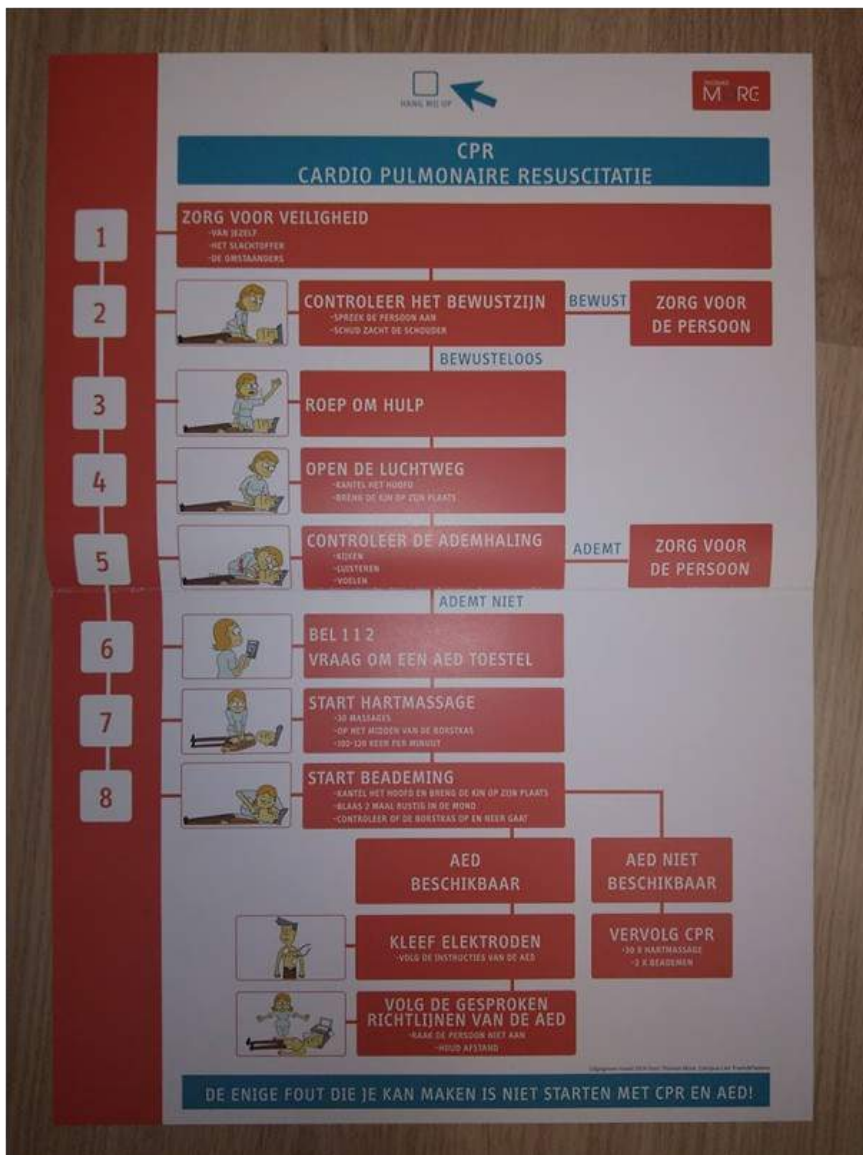 HANG MIJ OP
THOMAS
M RE
CPR
CARDIO PULMONAIRE RESUSCITATIE
1
ZORG VOOR VEILIGHEID
-VAN JEZELF
-HET SLACHTOFFER
-DE OMSTAANDERS
2
CONTROLEER HET BEWUSTZIJN
-SPREEK DE PERSOON AAN
-SCHUD ZACHT DE SCHOUDER
BEWUST
ZORG VOOR
DE PERSOON
BEWUSTELOOS
3
ROEP OM HULP
4
OPEN DE LUCHTWEG
-KANTEL HET HOOFD
-BRENG DE KIN OP ZIJN PLAATS
5
CONTROLEER DE ADEMHALING
-KIJKEN
-LUISTEREN
-VOELEN
ADEMT
ZORG VOOR
DE PERSOON
ADEMT NIET
6
BEL 1 1 2
VRAAG OM EEN AED TOESTEL
7
START HARTMASSAGE
-30 MASSAGES
-OP HET MIDDEN VAN DE BORSTKAS
-100-120 KEER PER MINUUT
8
START BEADEMING
-KANTEL HET HOOFD EN BRENG DE KIN OP ZIJN PLAATS
-BLAAS 2 MAAL RUSTIG IN DE MOND
-CONTROLEER OF DE BORSTKAS OP EN NEER GAAT
AED
BESCHIKBAAR
AED NIET
BESCHIKBAAR
KLEEF ELEKTRODEN
-VOLG DE INSTRUCTIES VAN DE AED
VERVOLG CPR
-30 X HARTMASSAGE
-2 X BEADEMEN
VOLG DE GESPROKEN
RICHTLIJNEN VAN DE AED
-RAAK DE PERSOON NIET AAN
-HOUD AFSTAND
DE ENIGE FOUT DIE JE KAN MAKEN IS NIET STARTEN MET CPR EN AED!